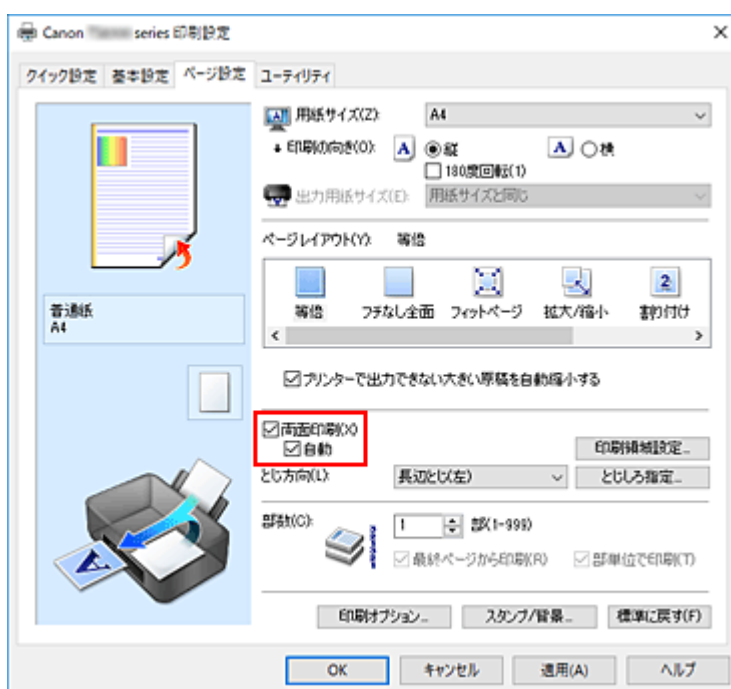 Canon series 印刷設定
クイック設定 基本設定 ページ設定 ユーティリティ
用紙サイズ(Z): A4
印刷の向き(O): A 縦 A 横
180度回転(1)
出力用紙サイズ(E): 用紙サイズと同じ
ページレイアウト(Y): 等倍
2
等倍 フチなし全面 フィットページ 拡大/縮小 割り付け
普通紙
A4
プリンターで出力できない大きい原稿を自動縮小する
両面印刷(X)
自動
印刷領域設定...
とじ方向(L): 長辺とじ(左) とじしろ指定...
部数(C): 1 部(1-999)
最終ページから印刷(R) 部単位で印刷(T)
A
印刷オプション... スタンプ/背景... 標準に戻す(F)
OK キャンセル 適用(A) ヘルプ